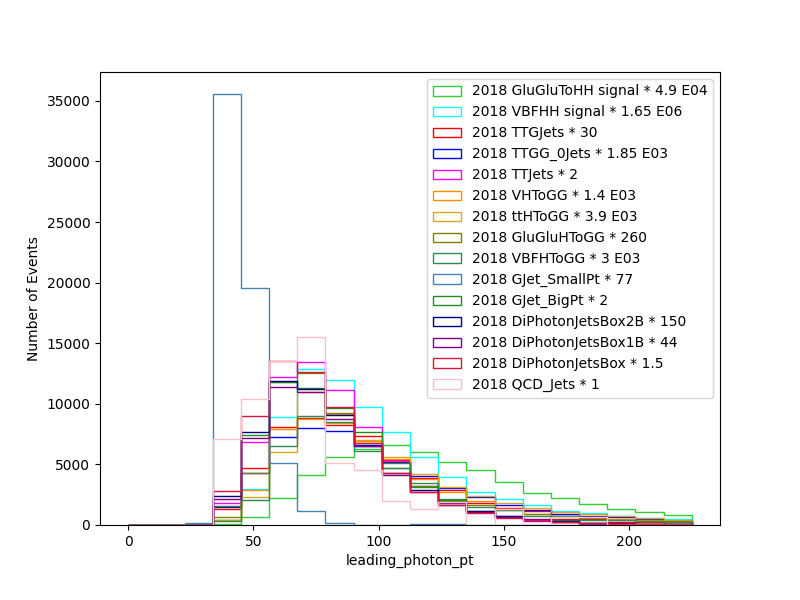 35000
30000
25000
20000
15000
10000
5000
0
Number of Events
0
50
100
150
200
leading_photon_pt
2018 GluGluToHH signal * 4.9 E04
2018 VBFHH signal * 1.65 E06
2018 TTGJets * 30
2018 TTGG_0Jets * 1.85 E03
2018 TTJets * 2
2018 VHToGG * 1.4 E03
2018 ttHToGG * 3.9 E03
2018 GluGluHToGG * 260
2018 VBFHToGG * 3 E03
2018 GJet_SmallPt * 77
2018 GJet_BigPt * 2
2018 DiPhotonJetsBox2B * 150
2018 DiPhotonJetsBox1B * 44
2018 DiPhotonJetsBox * 1.5
2018 QCD_Jets * 1